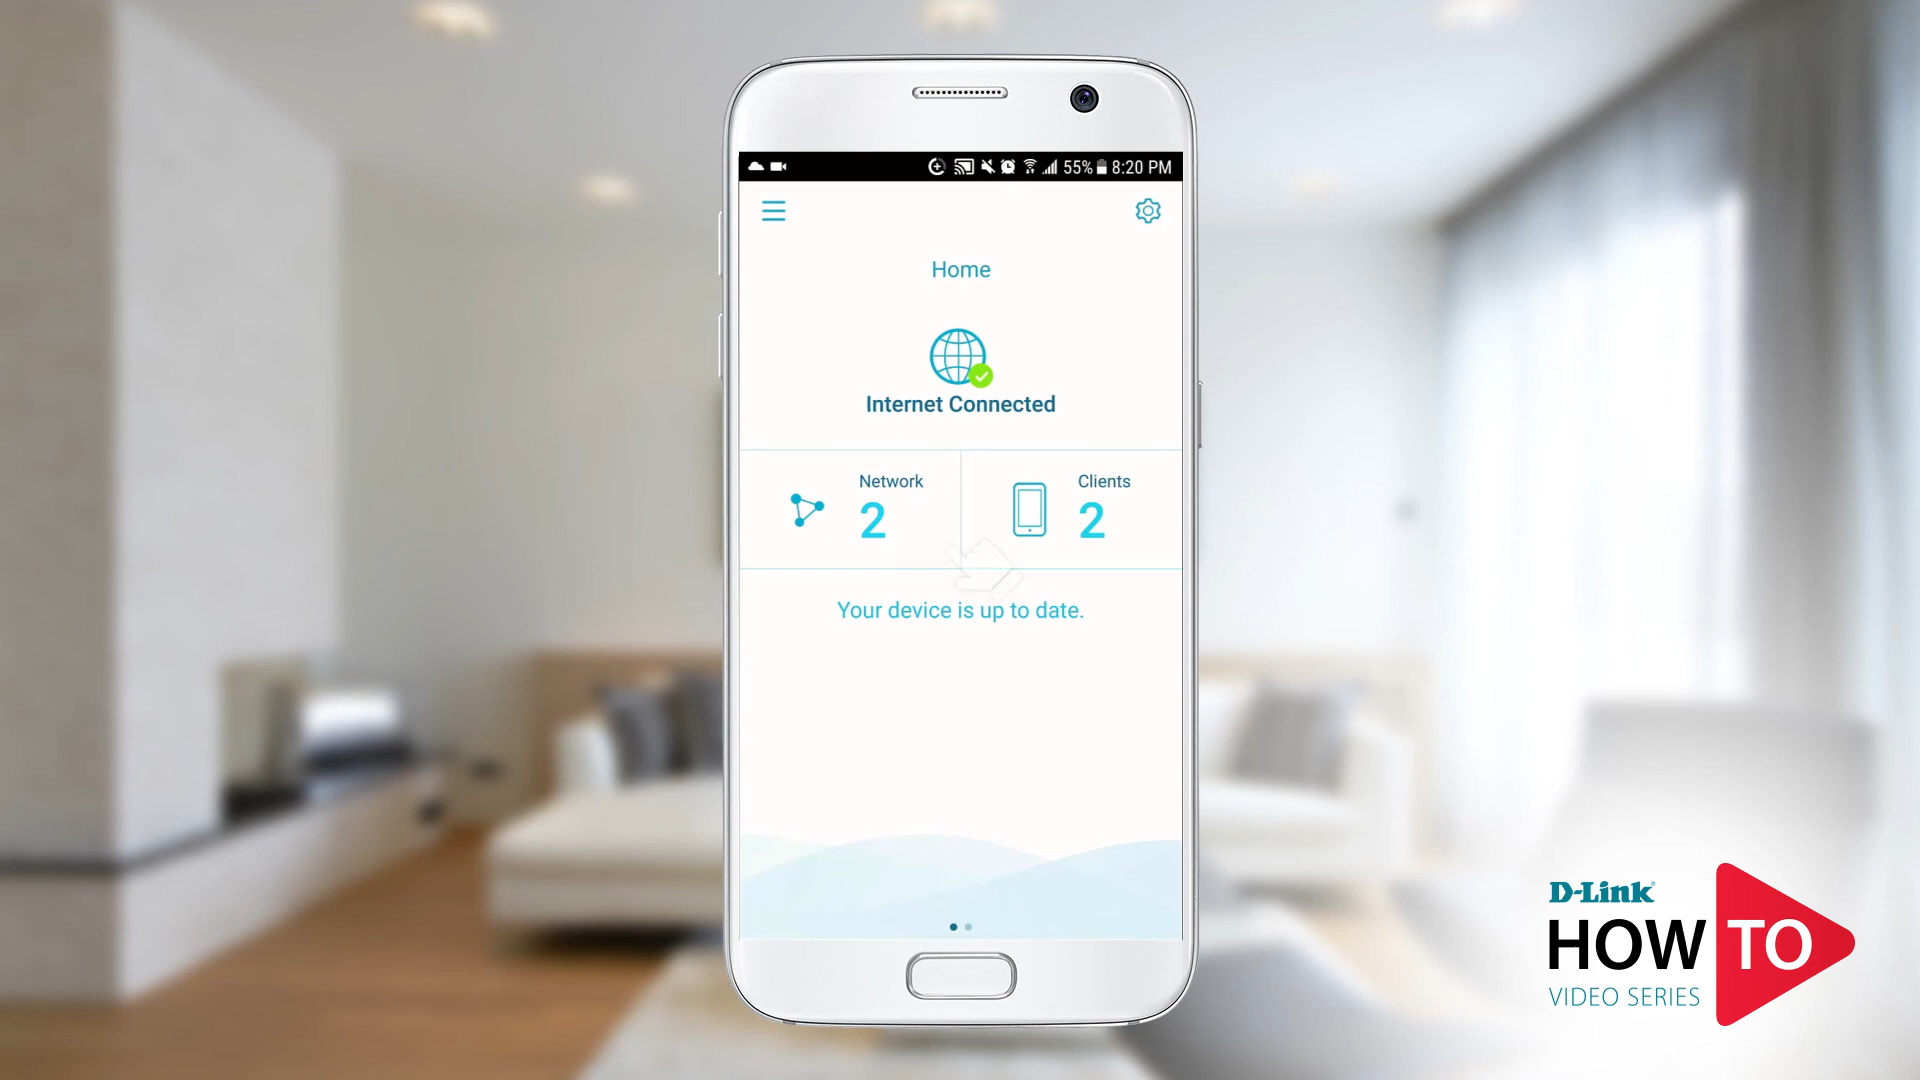 55% 8:20 PM
Home
Internet Connected
Network
2
Clients
2
Your device is up to date.
D-Link®
HOW TO
VIDEO SERIES